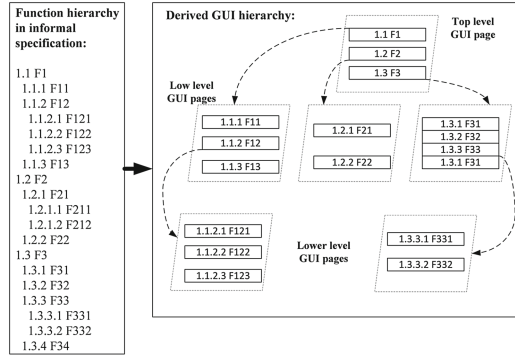 Function hierarchy
in informal
specification:
1.1 F1
1.1.1 F11
1.1.2 F12
1.1.2.1 F121
1.1.2.2 F122
1.1.2.3 F123
1.1.3 F13
1.2 F2
1.2.1 F21
1.2.1.1 F211
1.2.1.2 F212
1.2.2 F22
1.3 F3
1.3.1 F31
1.3.2 F32
1.3.3 F33
1.3.3.1 F331
1.3.3.2 F332
1.3.4 F34
Derived GUI hierarchy:
Top level
GUI page
1.1 F1
1.2 F2
1.3 F3
Low level
GUI pages
1.1.1 F11
1.1.2 F12
1.1.3 F13
1.2.1 F21
1.2.2 F22
1.3.1 F31
1.3.2 F32
1.3.3 F33
1.3.1 F31
1.1.2.1 F121
1.1.2.2 F122
1.1.2.3 F123
Lower level
GUI pages
1.3.3.1 F331
1.3.3.2 F332